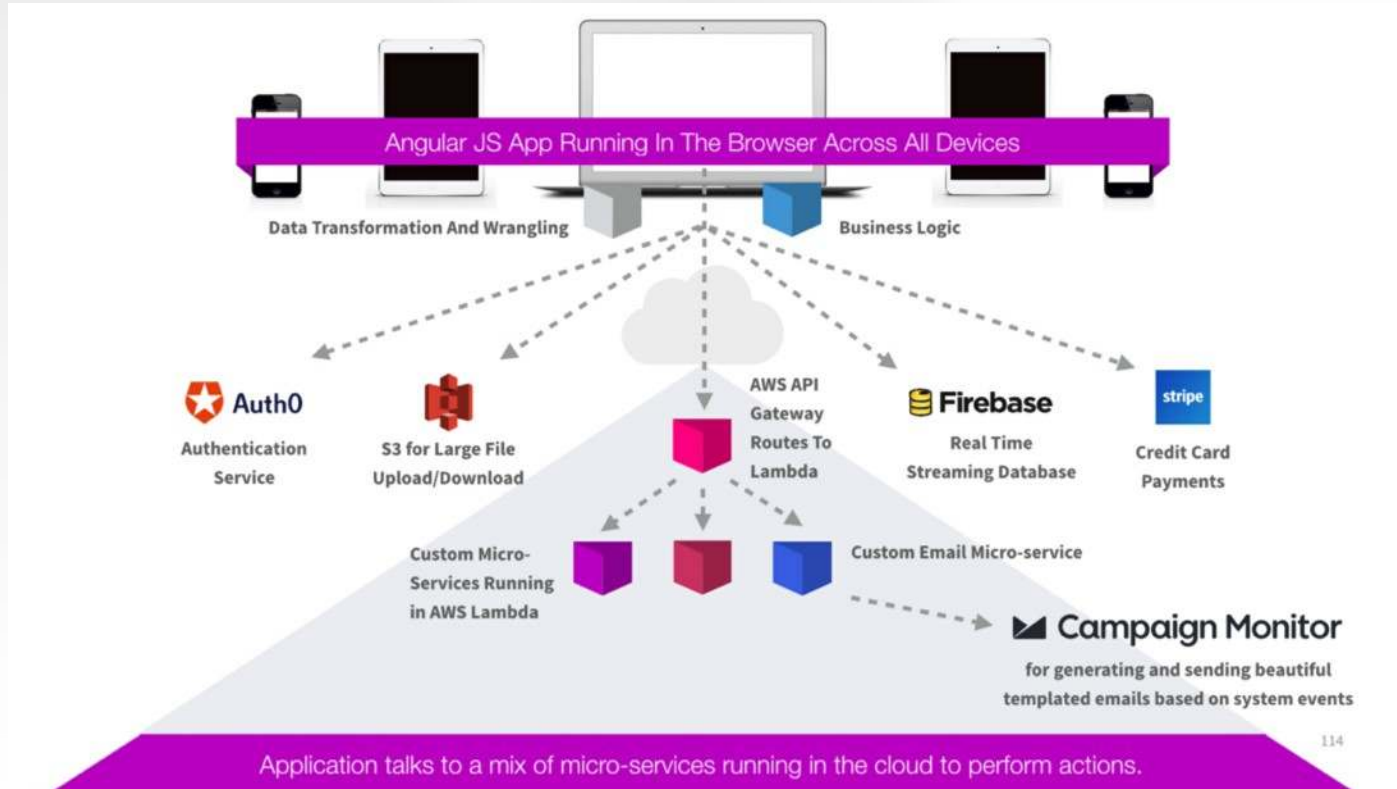 Angular JS App Running In The Browser Across All Devices
Data Transformation And Wrangling
Business Logic
Auth0
Authentication
Service
S3 for Large File
Upload/Download
AWS API
Gateway
Routes To
Lambda
Firebase
Real Time
Streaming Database
stripe
Credit Card
Payments
Custom Micro-
Services Running
in AWS Lambda
Custom Email Micro-service
Campaign Monitor
for generating and sending beautiful
templated emails based on system events
114
Application talks to a mix of micro-services running in the cloud to perform actions.